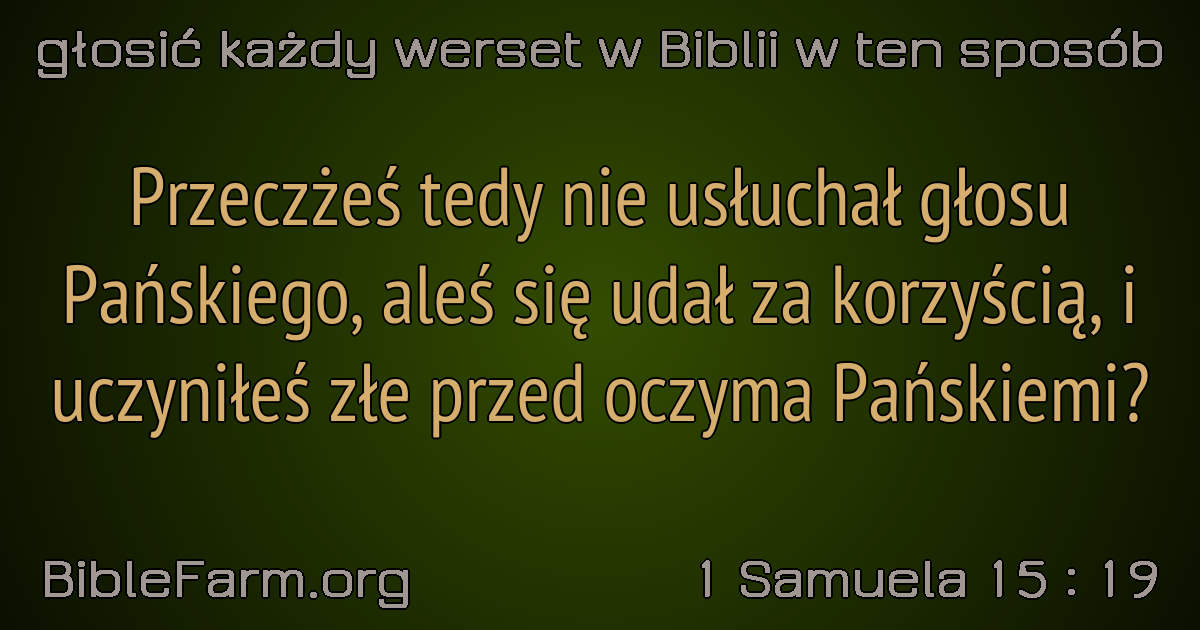 głosić każdy werset w Biblii w ten sposób
Przeczżeś tedy nie usłuchał głosu
Pańskiego, aleś się udał za korzyścią, i
uczyniłeś złe przed oczyma Pańskiemi?
BibleFarm.org
1 Samuela 15 : 19